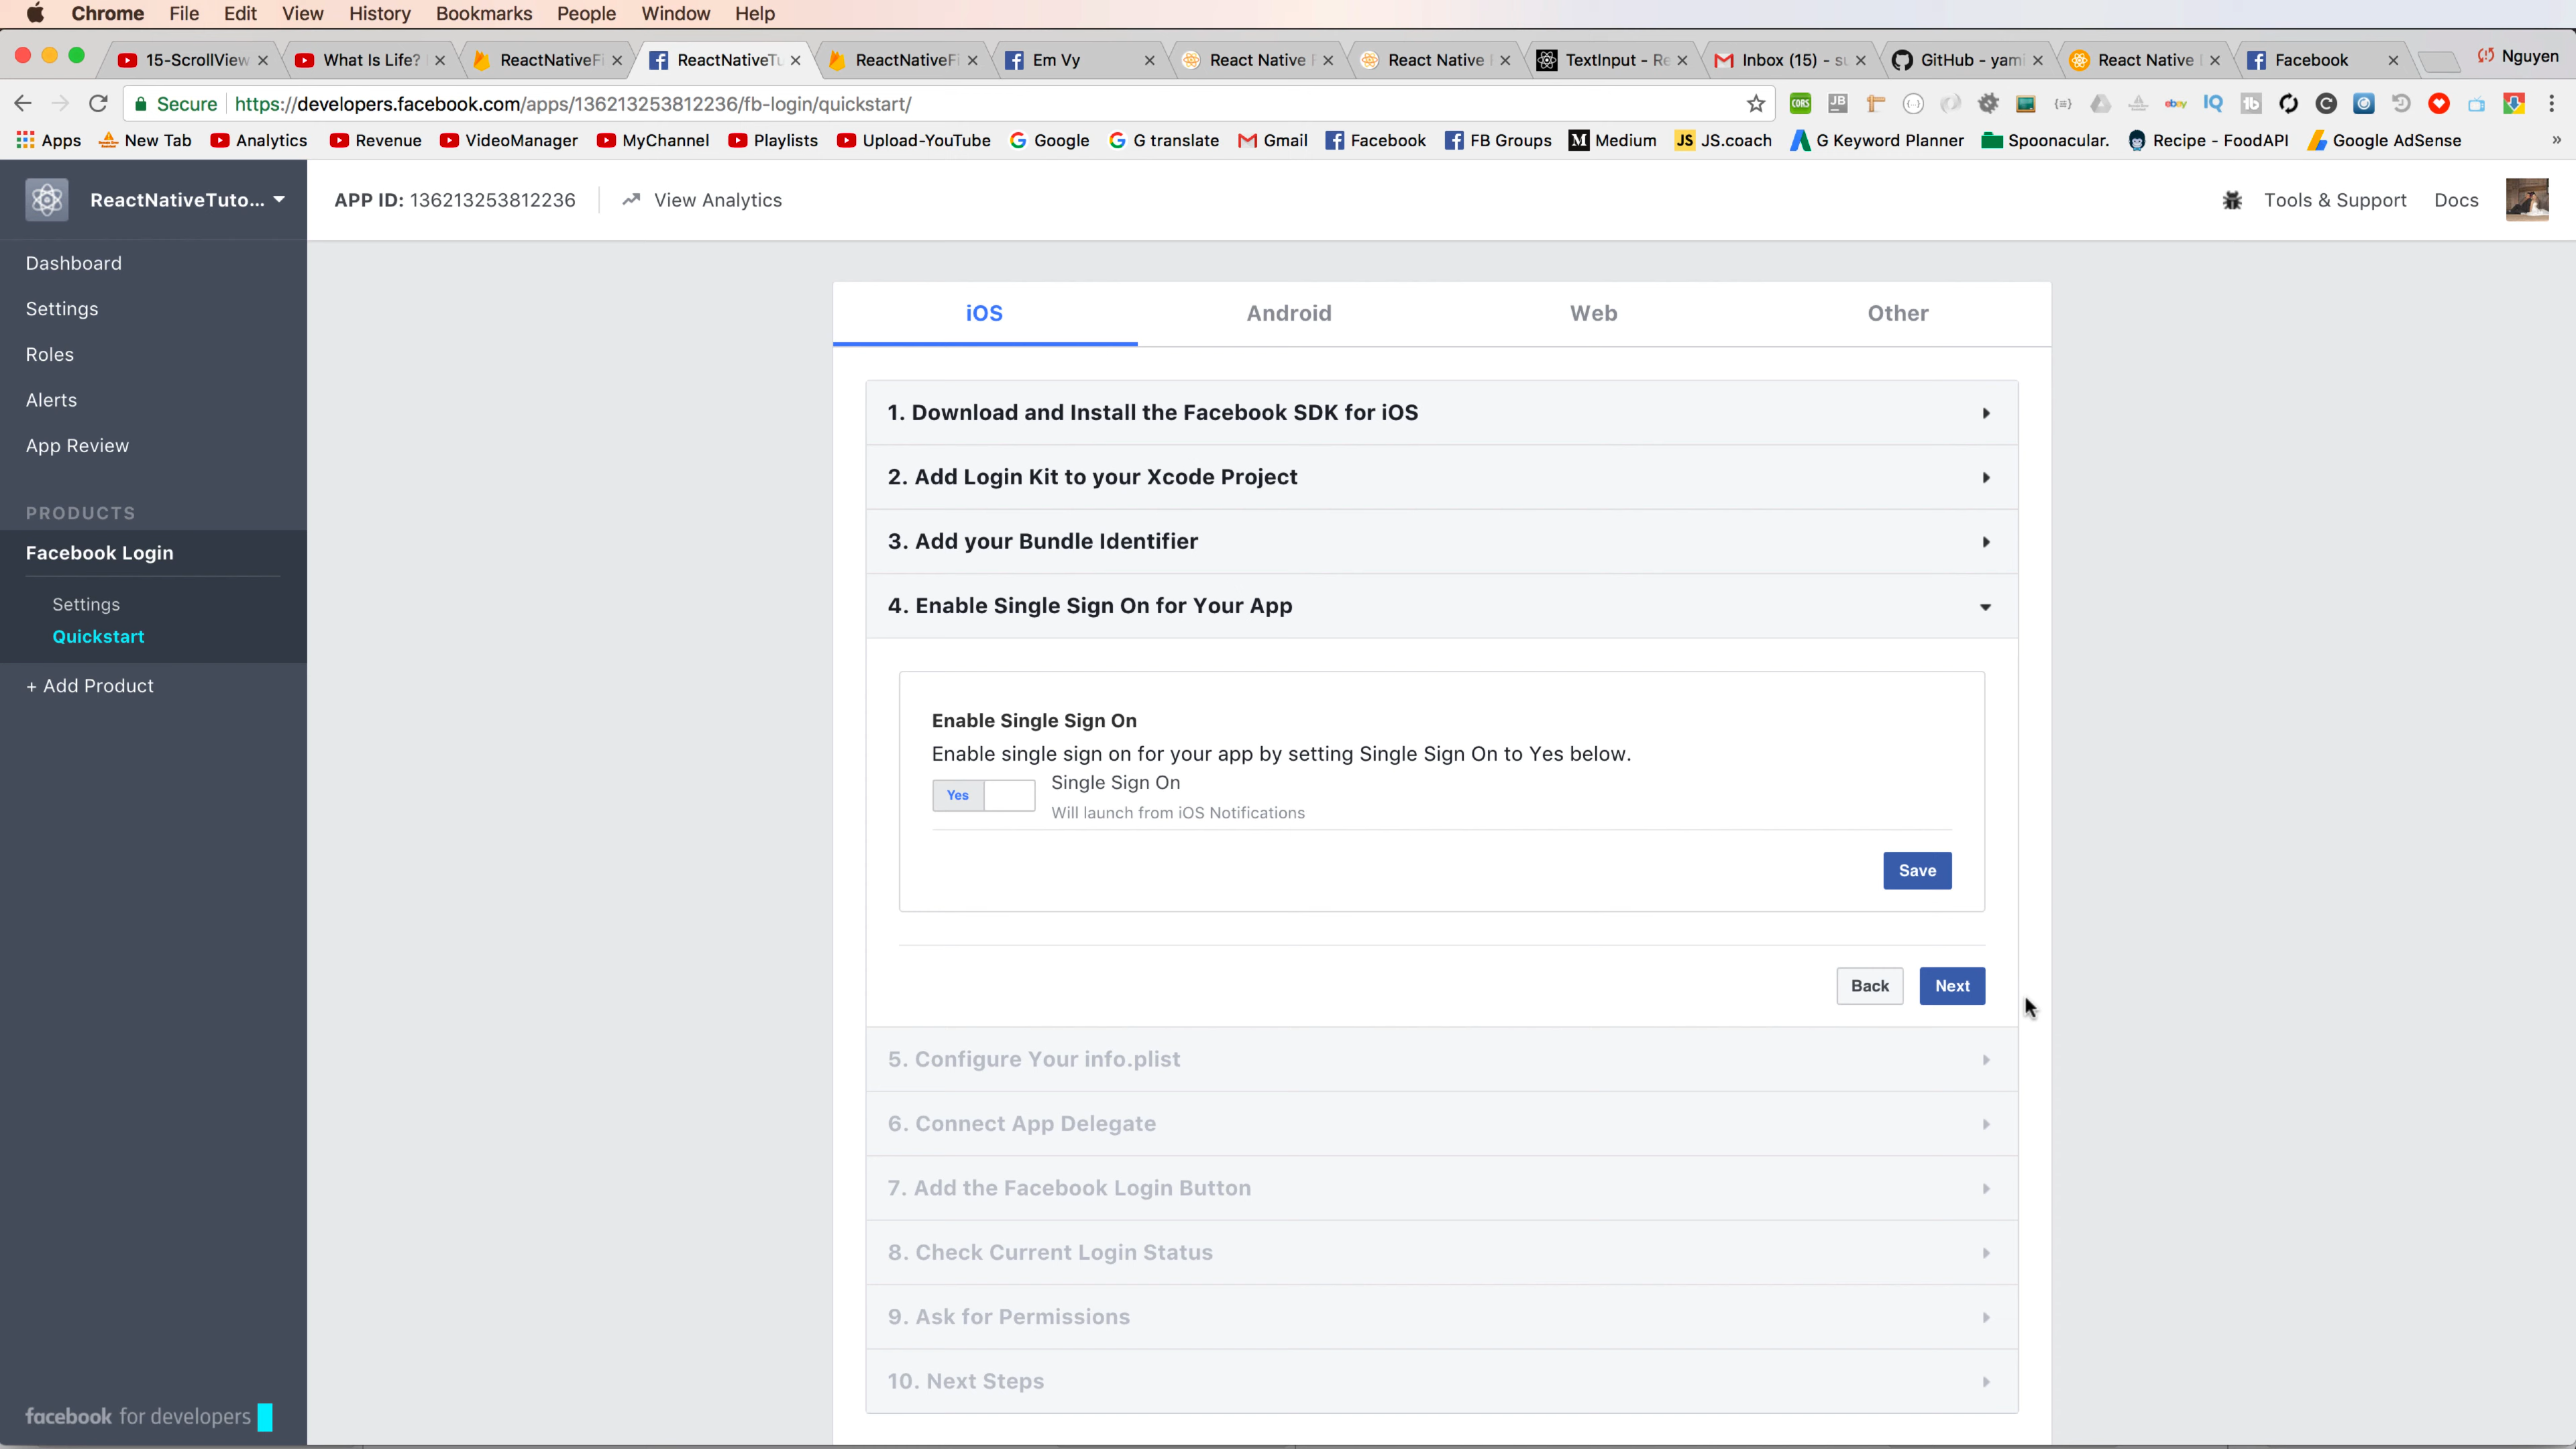 Chrome File Edit View History Bookmarks People Window Help
15-ScrollView What Is Life? ReactNativeFi ReactNativeTu ReactNativeFi Em Vy React Native React Native TextInput - Re Inbox (15) - su GitHub - yami React Native Facebook Nguyen
Secure https://developers.facebook.com/apps/136213253812236/fb-login/quickstart/
Apps New Tab Analytics Revenue VideoManager MyChannel Playlists Upload-YouTube Google G translate Gmail Facebook FB Groups Medium JS.coach G Keyword Planner Spoonacular. Recipe - FoodAPI Google AdSense »
ReactNativeTuto... APP ID: 136213253812236 View Analytics Tools & Support Docs
Dashboard
Settings
Roles
Alerts
App Review
PRODUCTS
Facebook Login
Settings
Quickstart
+ Add Product
facebook for developers
iOS Android Web Other
1. Download and Install the Facebook SDK for iOS
2. Add Login Kit to your Xcode Project
3. Add your Bundle Identifier
4. Enable Single Sign On for Your App
Enable Single Sign On
Enable single sign on for your app by setting Single Sign On to Yes below.
Yes Single Sign On
Will launch from iOS Notifications
Save
Back Next
5. Configure Your info.plist
6. Connect App Delegate
7. Add the Facebook Login Button
8. Check Current Login Status
9. Ask for Permissions
10. Next Steps